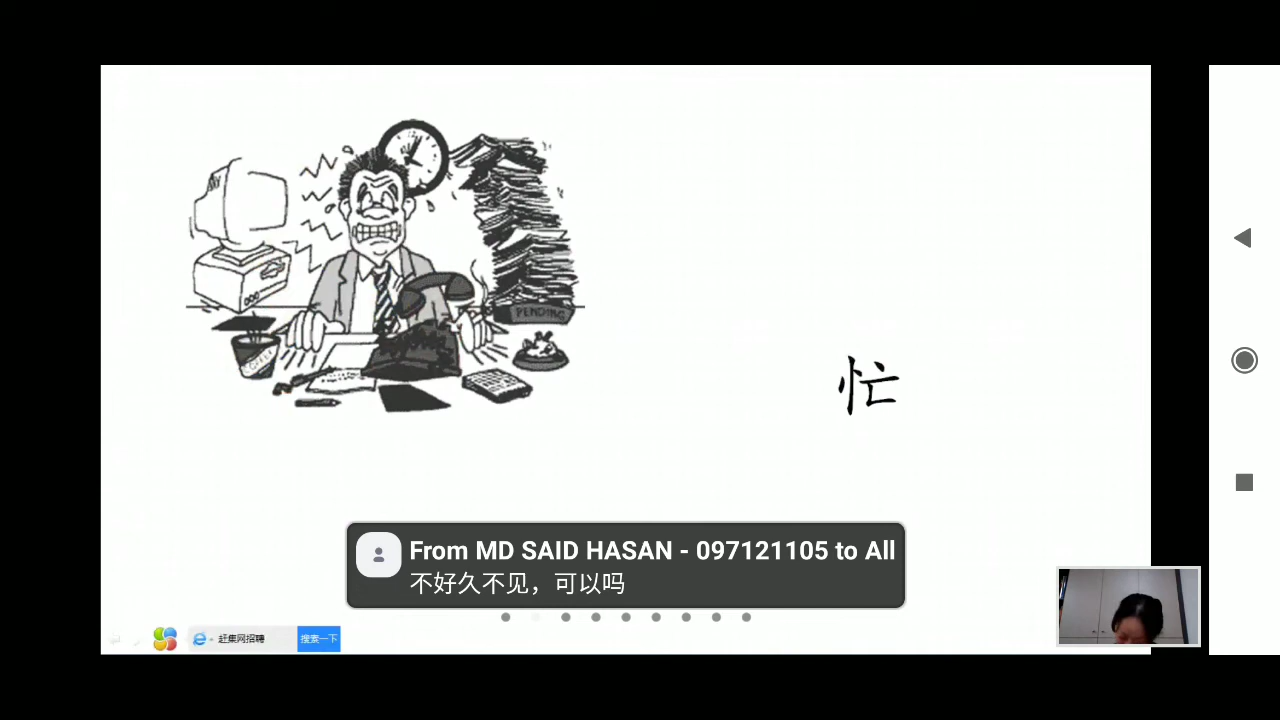 PENDING
忙
From MD SAID HASAN - 097121105 to All
不好久不见，可以吗
赶集网招聘
搜索一下